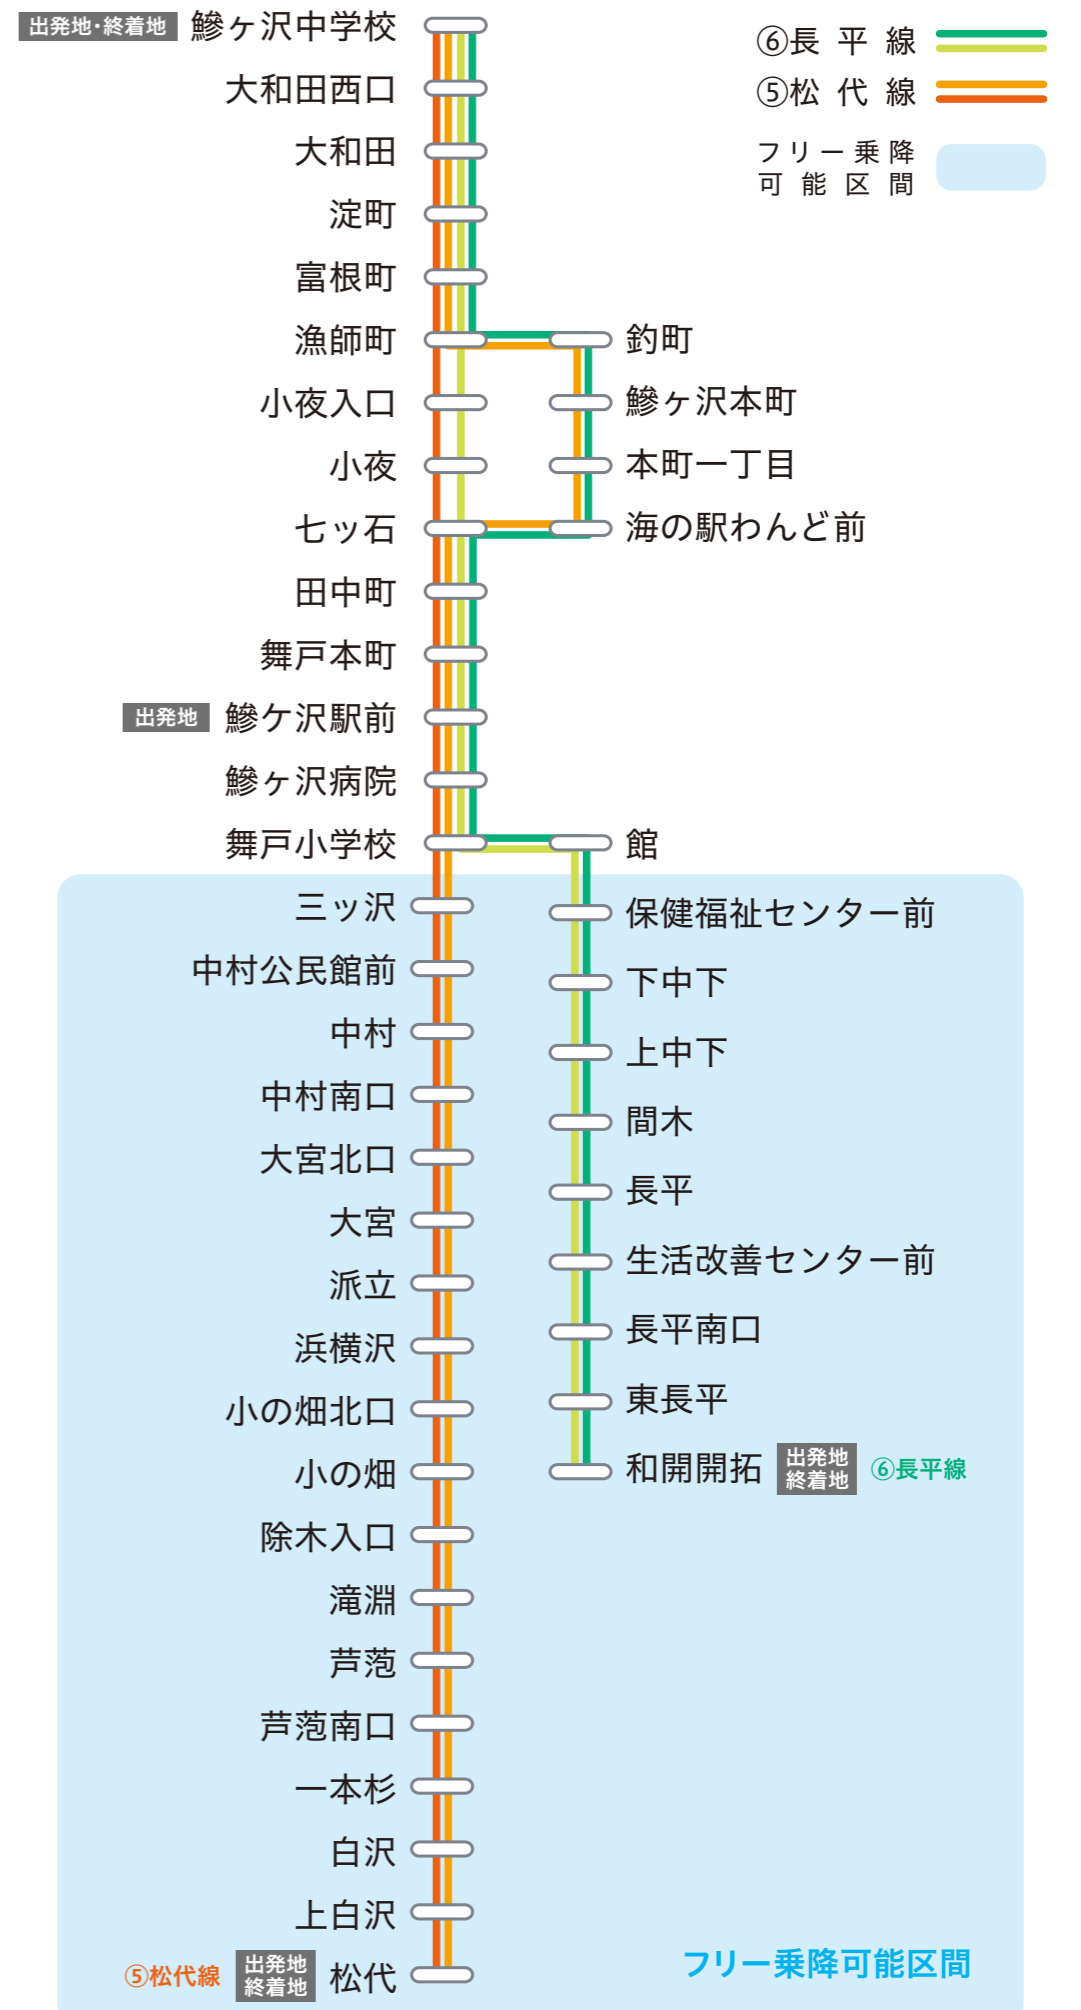 出発地・終着地 鰺ヶ沢中学校
大和田西口
大和田
淀町
富根町
漁師町
小夜入口
小夜
七ッ石
田中町
舞戸本町
出発地 鰺ケ沢駅前
鰺ヶ沢病院
舞戸小学校
三ッ沢
中村公民館前
中村
中村南口
大宮北口
大宮
派立
浜横沢
小の畑北口
小の畑
除木入口
滝淵
芦萢
芦萢南口
一本杉
白沢
上白沢
⑤松代線 出発地
終着地 松代
⑥長平線
⑤松代線
フリー乗降
可能区間
釣町
鰺ヶ沢本町
本町一丁目
海の駅わんど前
館
保健福祉センター前
下中下
上中下
間木
長平
生活改善センター前
長平南口
東長平
和開開拓 出発地
終着地 ⑥長平線
フリー乗降可能区間